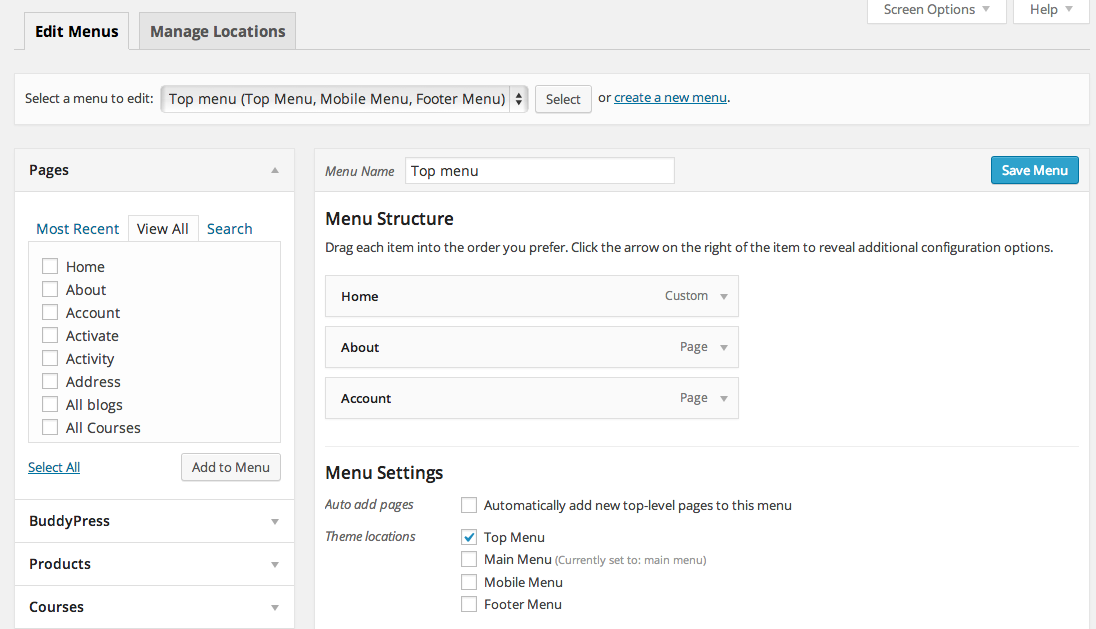 Screen Options Help
Edit Menus Manage Locations
Select a menu to edit: Top menu (Top Menu, Mobile Menu, Footer Menu) Select or create a new menu.
Pages
Most Recent View All Search
Home
About
Account
Activate
Activity
Address
All blogs
All Courses
Select All Add to Menu
BuddyPress
Products
Courses
Menu Name Top menu Save Menu
Menu Structure
Drag each item into the order you prefer. Click the arrow on the right of the item to reveal additional configuration options.
Home Custom
About Page
Account Page
Menu Settings
Auto add pages Automatically add new top-level pages to this menu
Theme locations Top Menu
Main Menu (Currently set to: main menu)
Mobile Menu
Footer Menu